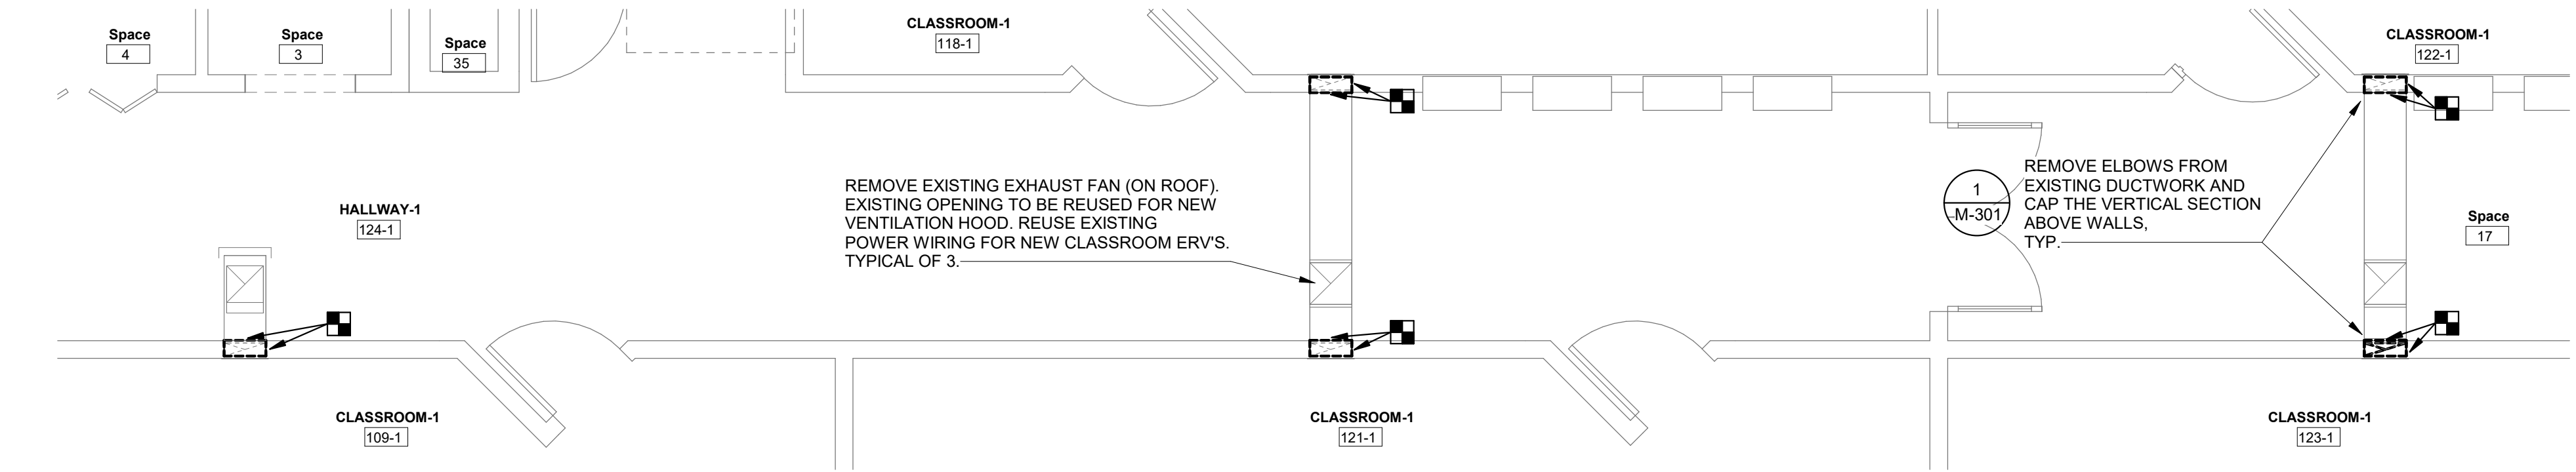 Space
4
Space
3
Space
35
CLASSROOM-1
118-1
CLASSROOM-1
122-1
HALLWAY-1
124-1
REMOVE EXISTING EXHAUST FAN (ON ROOF).
EXISTING OPENING TO BE REUSED FOR NEW
VENTILATION HOOD. REUSE EXISTING
POWER WIRING FOR NEW CLASSROOM ERV'S.
TYPICAL OF 3.
1
M-301
REMOVE ELBOWS FROM
EXISTING DUCTWORK AND
CAP THE VERTICAL SECTION
ABOVE WALLS,
TYP.
Space
17
CLASSROOM-1
109-1
CLASSROOM-1
121-1
CLASSROOM-1
123-1